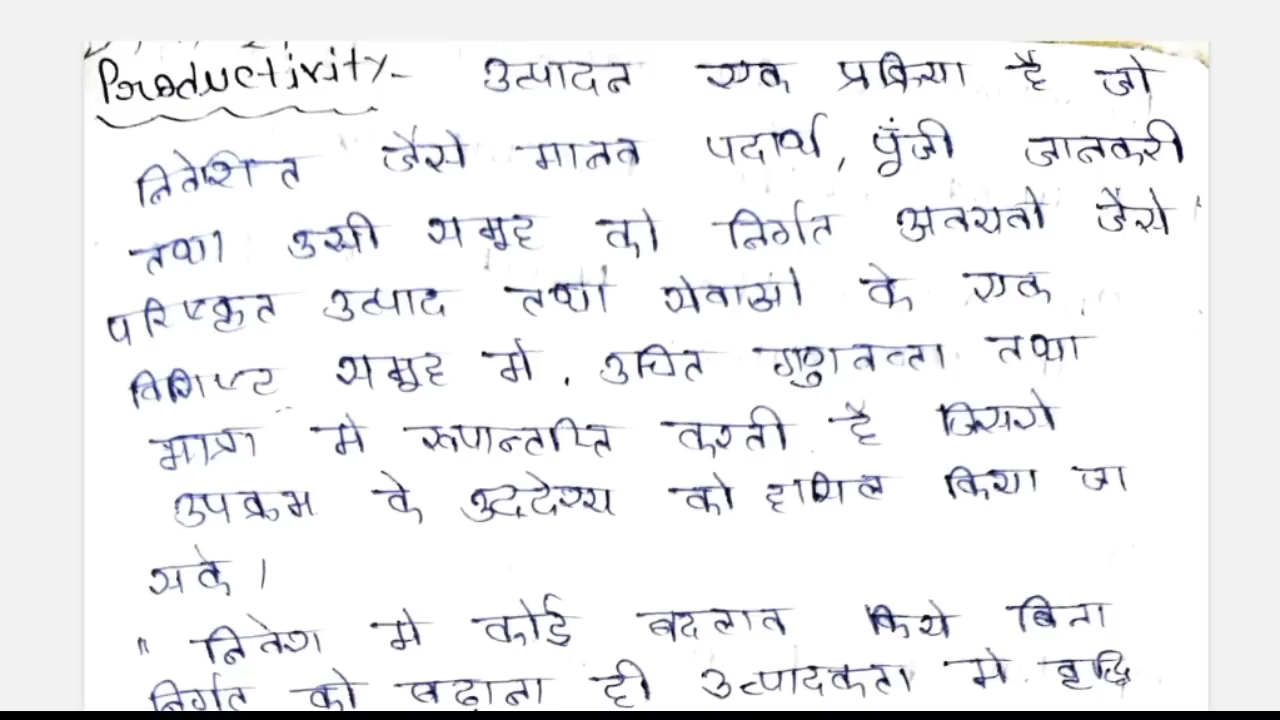 Productivity- उत्पादन एक प्रक्रिया है जो
निवेशित जैसे मानव पदार्थ, पूंजी जानकरी
तथा उसी समूह को निर्गत अवयवो जैसे
परिष्कृत उत्पाद तथा सेवाओ के एक
विशिष्ट समूह मे, उचित गुणवत्ता तथा
मात्रा मे रूपान्तरित करती है जिससे
उपक्रम के उद्देश्य को हासिल किया जा
सके।
" निवेश मे कोई बदलाव किये बिना
निर्गत को बढ़ाना ही उत्पादकता मे वृद्धि